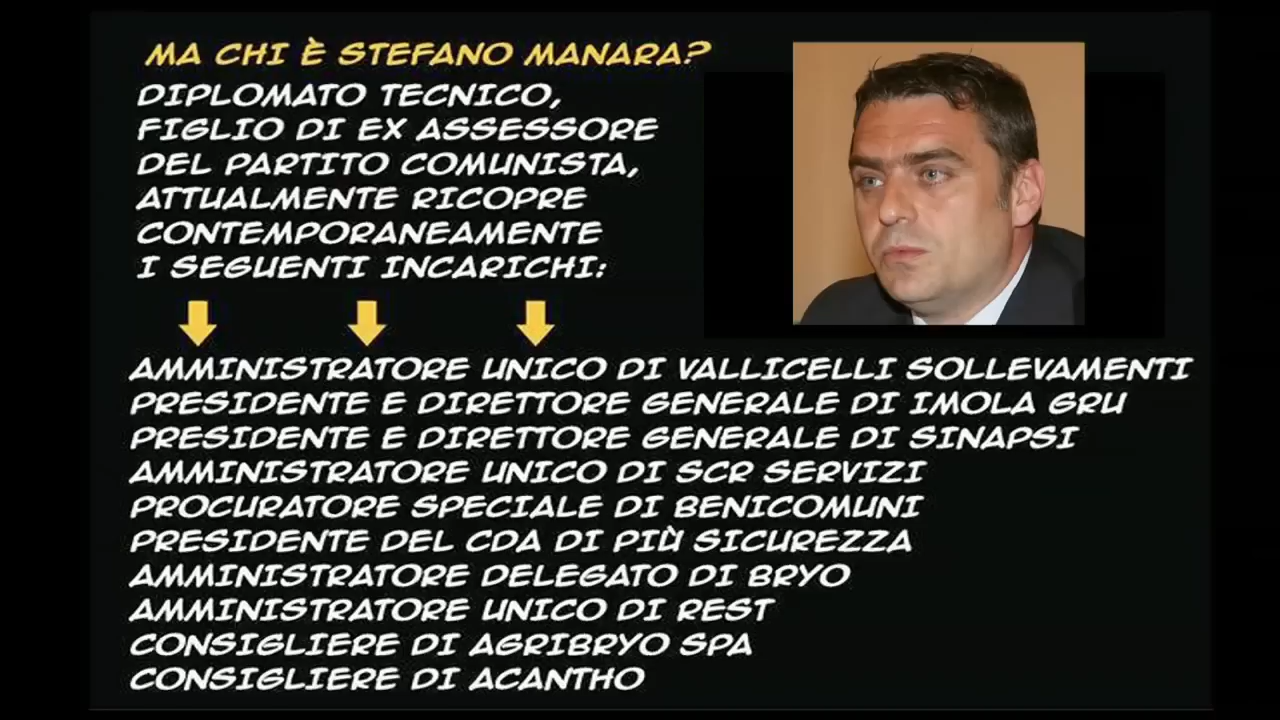 MA CHI È STEFANO MANARA?
DIPLOMATO TECNICO,
FIGLIO DI EX ASSESSORE
DEL PARTITO COMUNISTA,
ATTUALMENTE RICOPRE
CONTEMPORANEAMENTE
I SEGUENTI INCARICHI:
AMMINISTRATORE UNICO DI VALLICELLI SOLLEVAMENTI
PRESIDENTE E DIRETTORE GENERALE DI IMOLA GRU
PRESIDENTE E DIRETTORE GENERALE DI SINAPSI
AMMINISTRATORE UNICO DI SCR SERVIZI
PROCURATORE SPECIALE DI BENICOMUNI
PRESIDENTE DEL CDA DI PIÙ SICUREZZA
AMMINISTRATORE DELEGATO DI BRYO
AMMINISTRATORE UNICO DI REST
CONSIGLIERE DI AGRIBRYO SPA
CONSIGLIERE DI ACANTHO